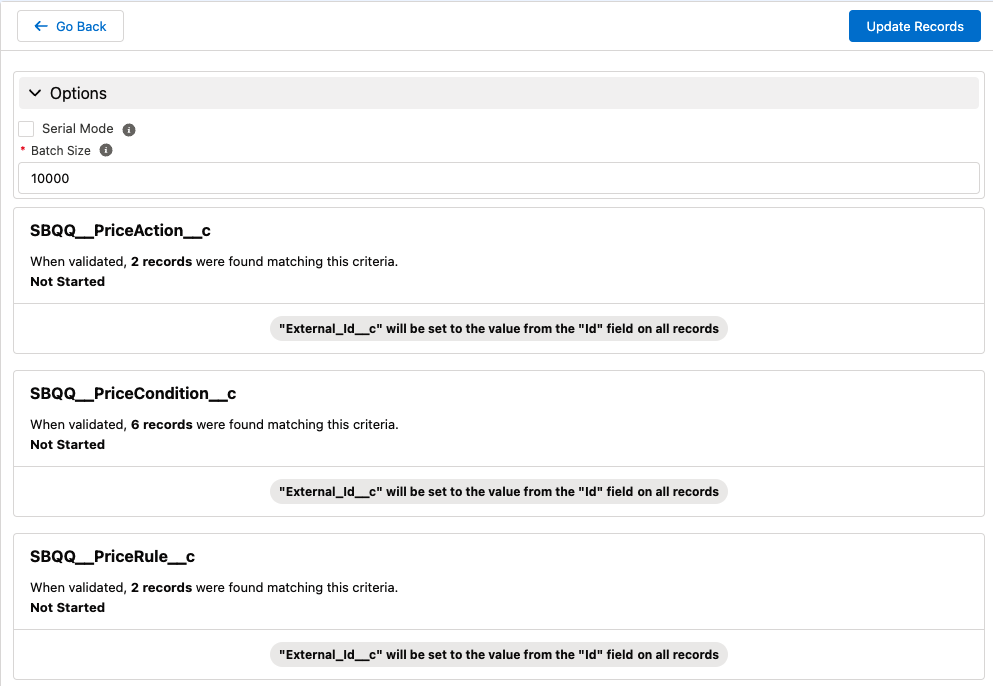 Go Back
Update Records
Options
Serial Mode
* Batch Size
10000
SBQQ__PriceAction__c
When validated, 2 records were found matching this criteria.
Not Started
"External_Id__c" will be set to the value from the "Id" field on all records
SBQQ__PriceCondition__c
When validated, 6 records were found matching this criteria.
Not Started
"External_Id__c" will be set to the value from the "Id" field on all records
SBQQ__PriceRule__c
When validated, 2 records were found matching this criteria.
Not Started
"External_Id__c" will be set to the value from the "Id" field on all records